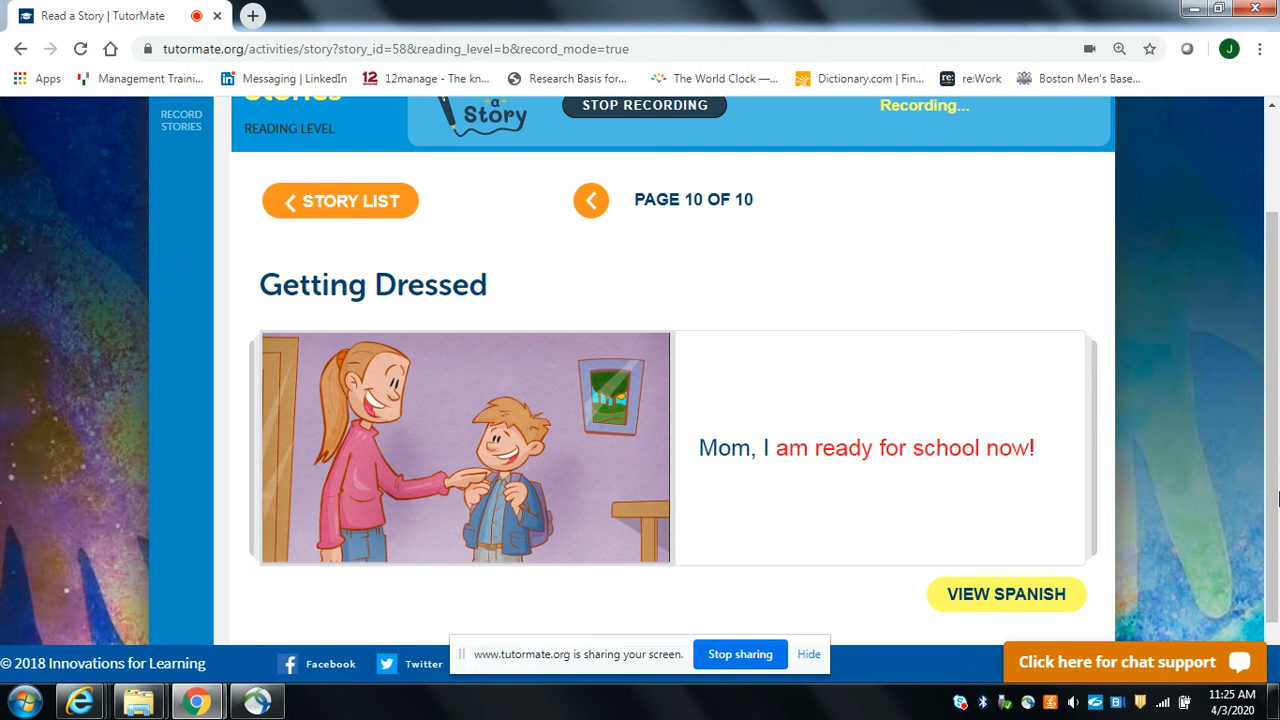 Read a Story | TutorMate
tutormate.org/activities/story?story_id=58&reading_level=b&record_mode=true
J
Apps
Management Traini...
Messaging | LinkedIn
12 12manage - The kn...
Research Basis for...
The World Clock —...
Dictionary.com | Fin...
re: re:Work
Boston Men's Base...
RECORD
STORIES
Stories
READING LEVEL
a
Story
STOP RECORDING
Recording...
STORY LIST
PAGE 10 OF 10
Getting Dressed
Mom, I am ready for school now!
VIEW SPANISH
www.tutormate.org is sharing your screen.
Stop sharing
Hide
© 2018 Innovations for Learning
Facebook
Twitter
Click here for chat support
11:25 AM
4/3/2020